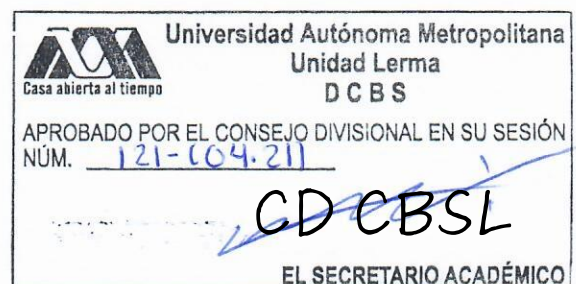 Universidad Autónoma Metropolitana
Unidad Lerma
DCBS
Casa abierta al tiempo
APROBADO POR EL CONSEJO DIVISIONAL EN SU SESIÓN
NÚM. 121-(04.21)
CD CBSL
EL SECRETARIO ACADÉMICO